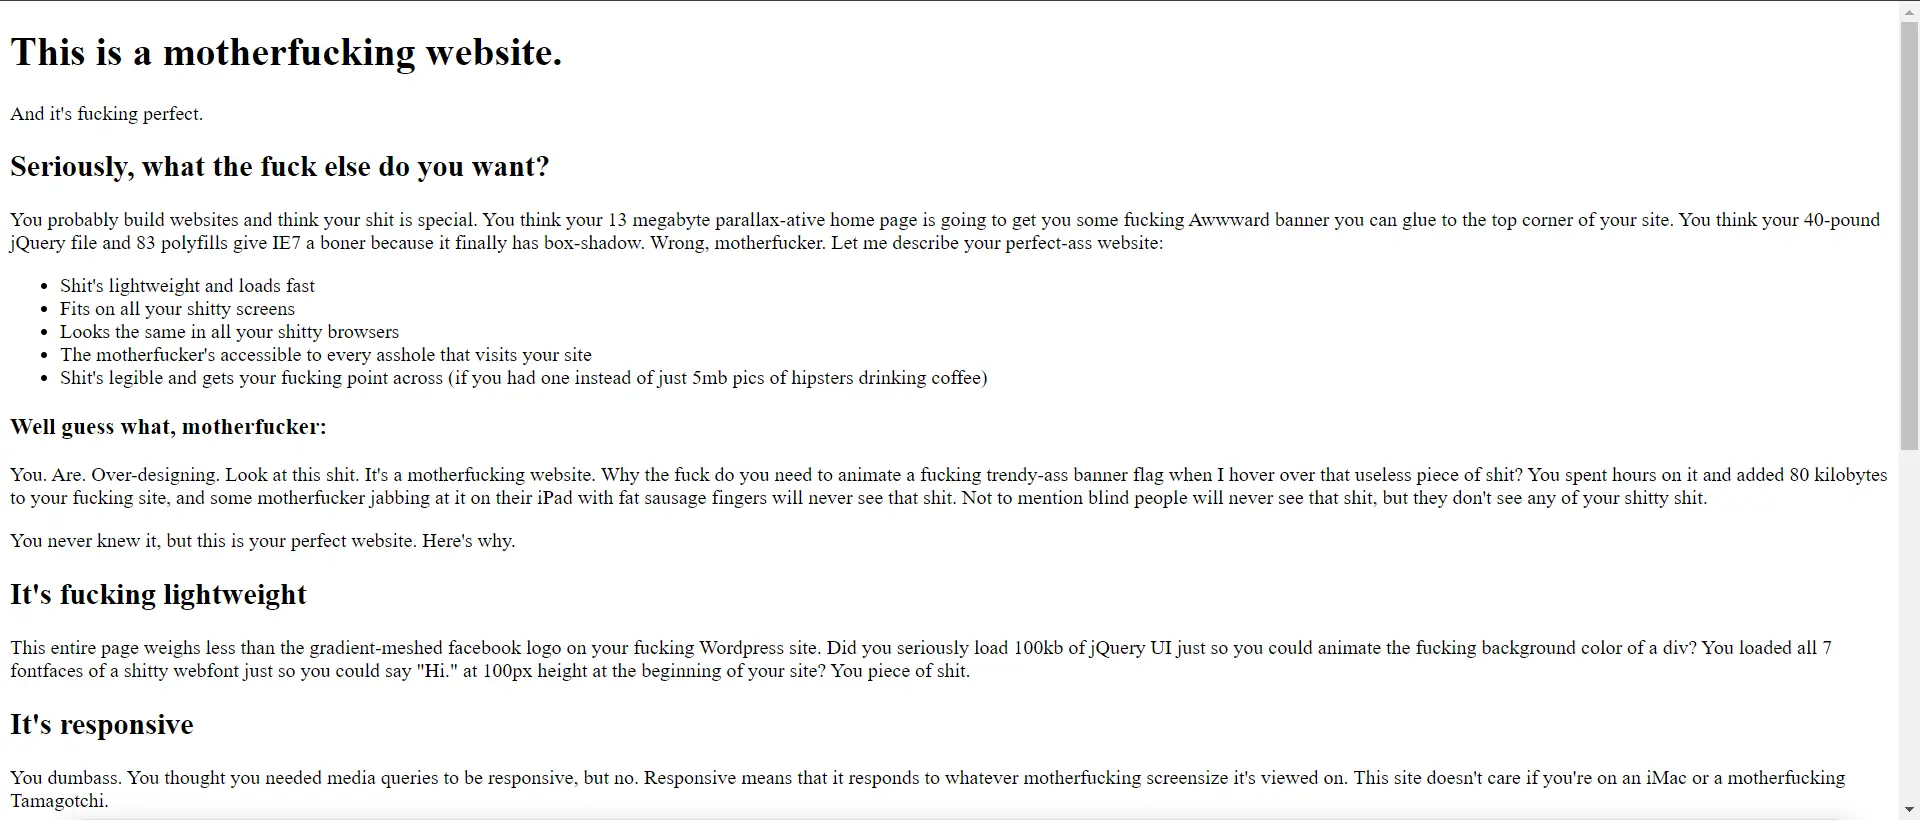 This is a motherfucking website.
And it's fucking perfect.
Seriously, what the fuck else do you want?
You probably build websites and think your shit is special. You think your 13 megabyte parallax-ative home page is going to get you some fucking Awwward banner you can glue to the top corner of your site. You think your 40-pound
jQuery file and 83 polyfills give IE7 a boner because it finally has box-shadow. Wrong, motherfucker. Let me describe your perfect-ass website:
• Shit's lightweight and loads fast
• Fits on all your shitty screens
• Looks the same in all your shitty browsers
• The motherfucker's accessible to every asshole that visits your site
• Shit's legible and gets your fucking point across (if you had one instead of just 5mb pics of hipsters drinking coffee)
Well guess what, motherfucker:
You. Are. Over-designing. Look at this shit. It's a motherfucking website. Why the fuck do you need to animate a fucking trendy-ass banner flag when I hover over that useless piece of shit? You spent hours on it and added 80 kilobytes
to your fucking site, and some motherfucker jabbing at it on their iPad with fat sausage fingers will never see that shit. Not to mention blind people will never see that shit, but they don't see any of your shitty shit.
You never knew it, but this is your perfect website. Here's why.
It's fucking lightweight
This entire page weighs less than the gradient-meshed facebook logo on your fucking Wordpress site. Did you seriously load 100kb of jQuery UI just so you could animate the fucking background color of a div? You loaded all 7
fontfaces of a shitty webfont just so you could say "Hi." at 100px height at the beginning of your site? You piece of shit.
It's responsive
You dumbass. You thought you needed media queries to be responsive, but no. Responsive means that it responds to whatever motherfucking screensize it's viewed on. This site doesn't care if you're on an iMac or a motherfucking
Tamagotchi.